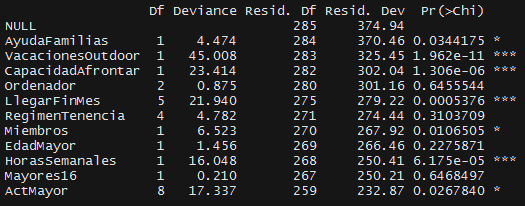 Df Deviance Resid. Df Resid. Dev Pr(>Chi)
NULL 285 374.94
AyudaFamilias 1 4.474 284 370.46 0.0344175 *
VacacionesOutdoor 1 45.008 283 325.45 1.962e-11 ***
CapacidadAfrontar 1 23.414 282 302.04 1.306e-06 ***
Ordenador 2 0.875 280 301.16 0.6455544
LlegarFinMes 5 21.940 275 279.22 0.0005376 ***
RegimenTenencia 4 4.782 271 274.44 0.3103709
Miembros 1 6.523 270 267.92 0.0106505 *
EdadMayor 1 1.456 269 266.46 0.2275871
HorasSemanales 1 16.048 268 250.41 6.175e-05 ***
Mayores16 1 0.210 267 250.21 0.6468497
ActMayor 8 17.337 259 232.87 0.0267840 *